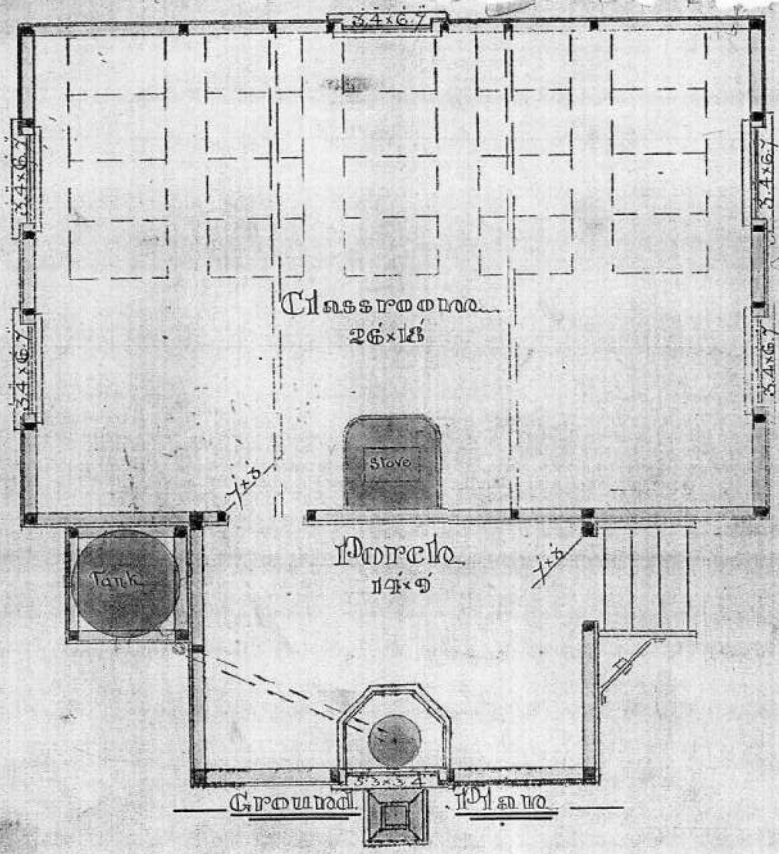 3.4×6.7
3.4×6.7
3.4×6.7
Classroom
26×18
3.4×6.7
3.4×6.7
Stove
7×3
Porch
14×9
7×3
Tank
5.3×3.4
Ground Plan